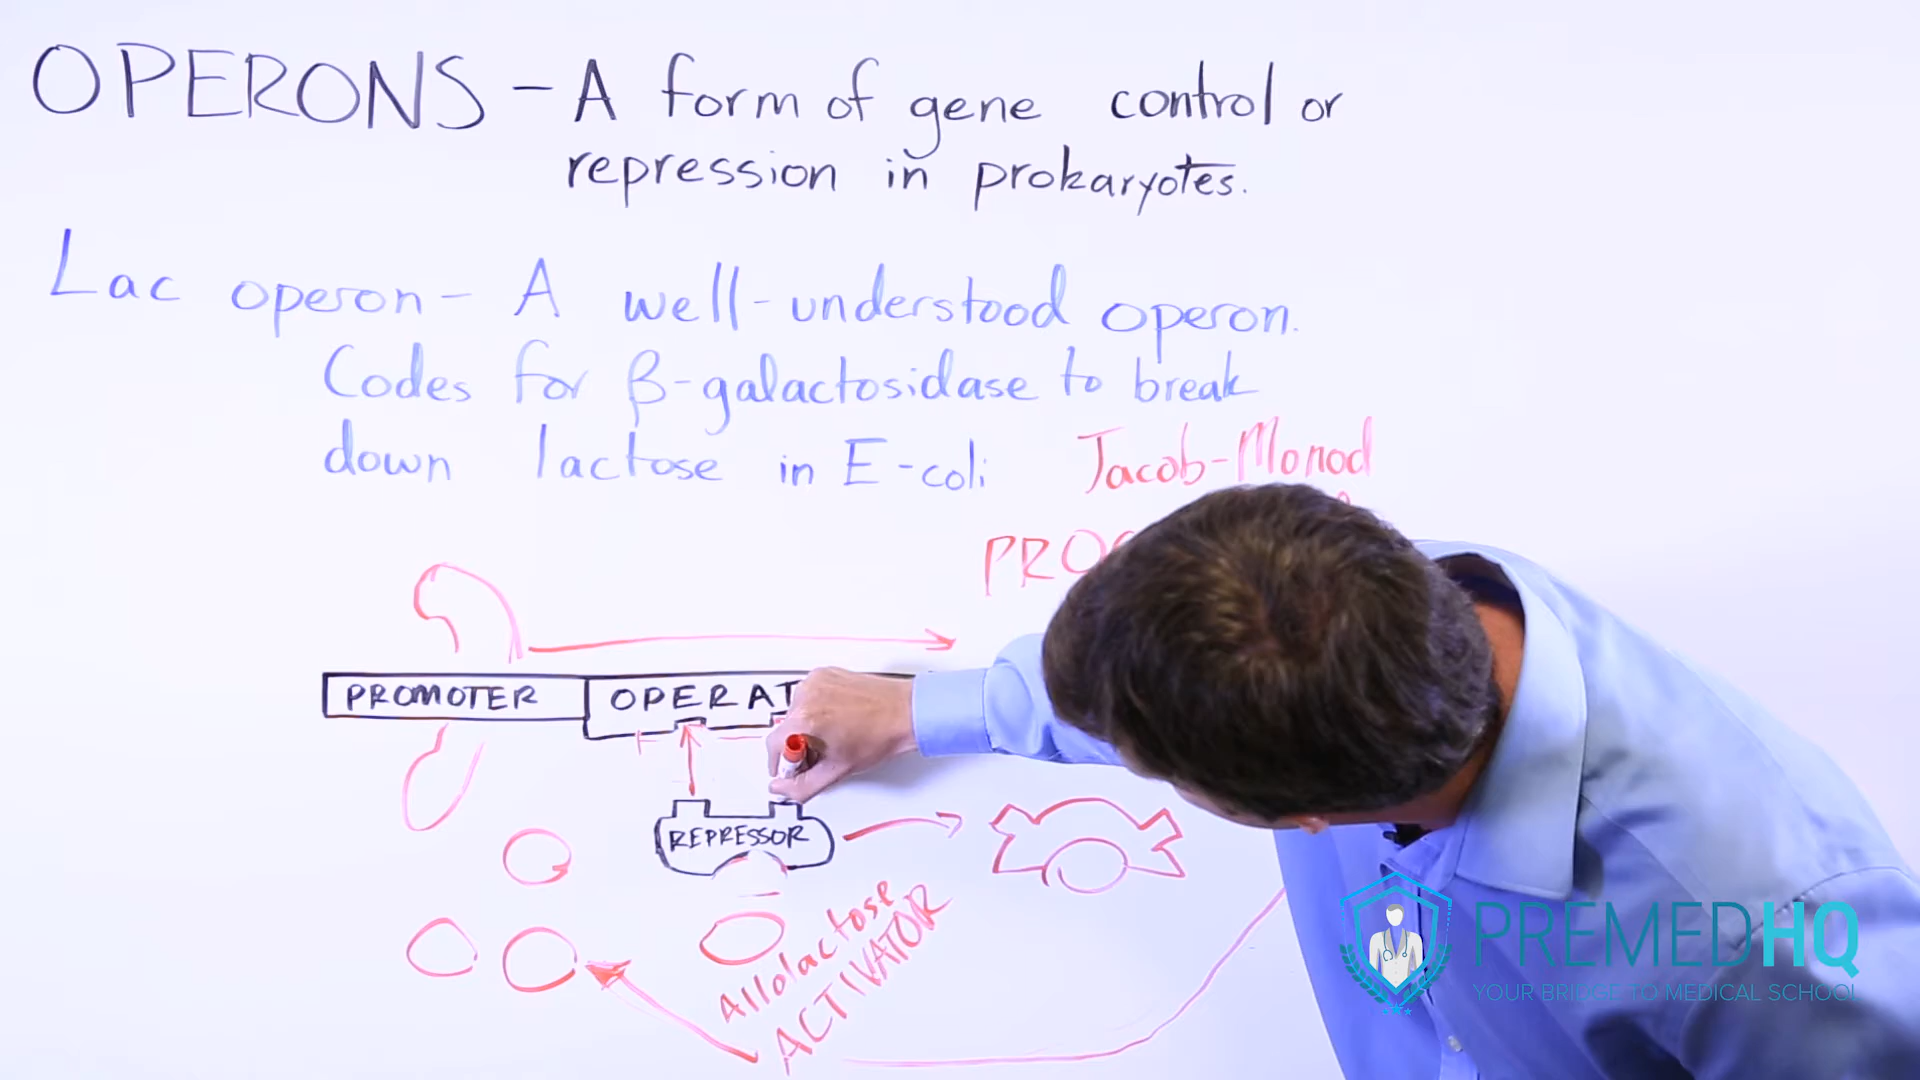 OPERONS - A form of gene control or
repression in prokaryotes.
Lac operon - A well-understood operon.
Codes for β-galactosidase to break
down lactose in E-coli
Jacob-Monod
PROMOTER
REPRESSOR
Allolactose
ACTIVATOR
PREMEDHQ
YOUR BRIDGE TO MEDICAL SCHOOL